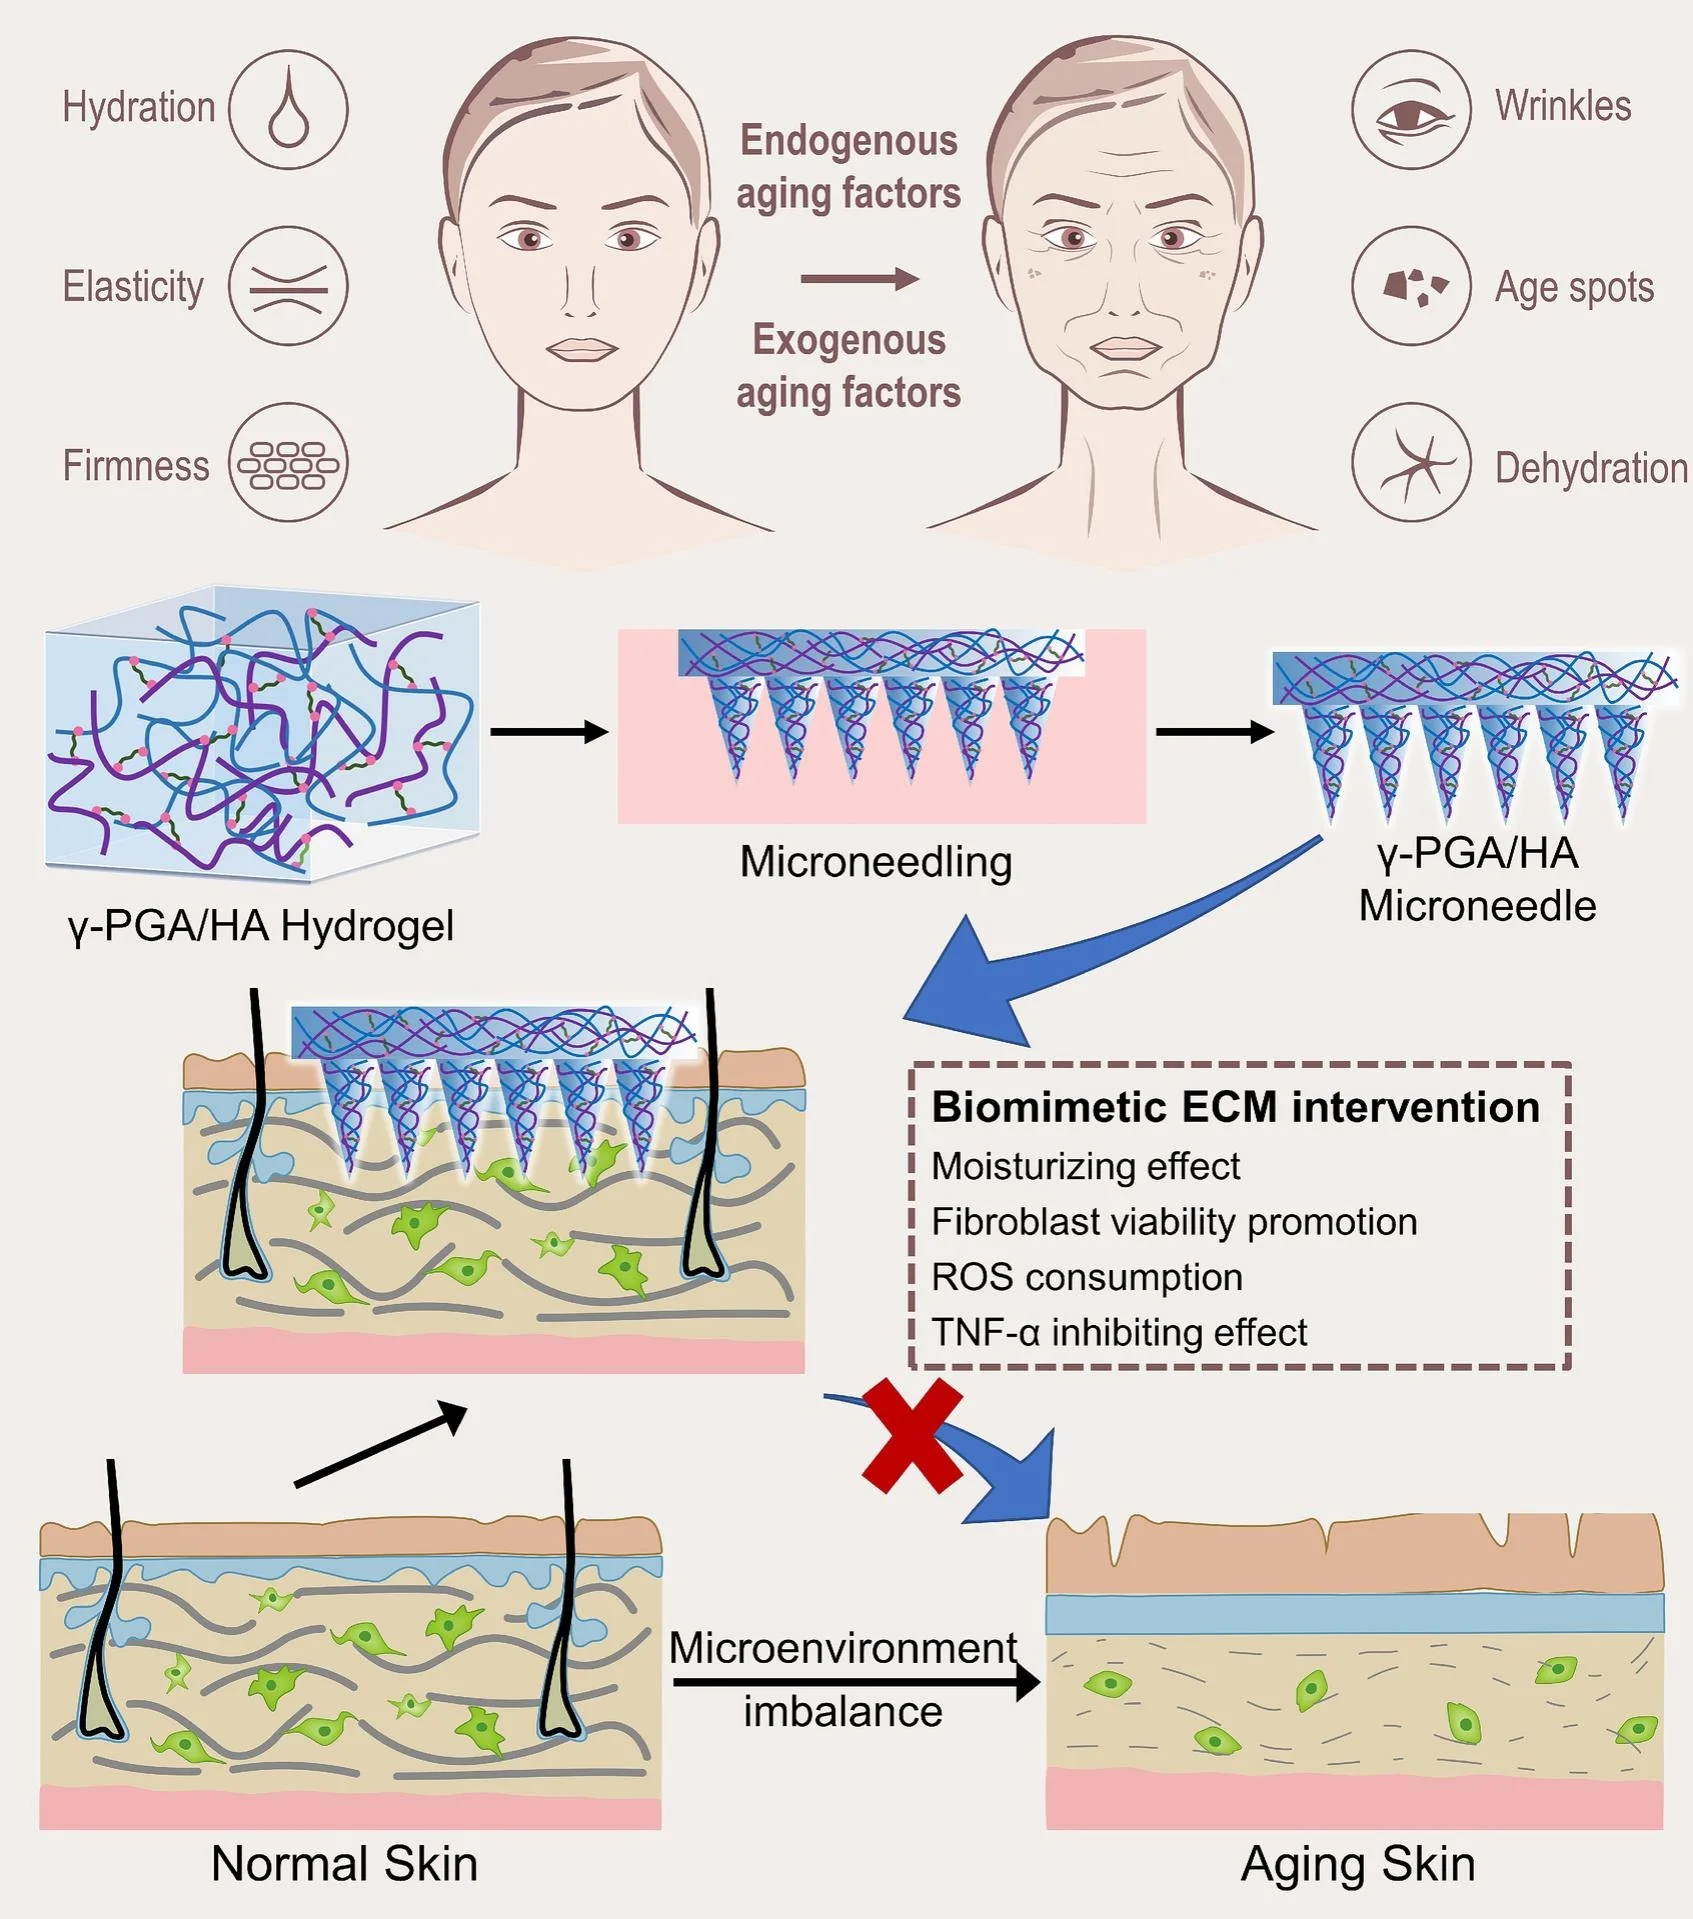 Hydration
Elasticity
Firmness
Endogenous
aging factors
Exogenous
aging factors
Wrinkles
Age spots
Dehydration
γ-PGA/HA Hydrogel
Microneedling
γ-PGA/HA
Microneedle
Biomimetic ECM intervention
Moisturizing effect
Fibroblast viability promotion
ROS consumption
TNF-α inhibiting effect
Microenvironment
imbalance
Normal Skin
Aging Skin